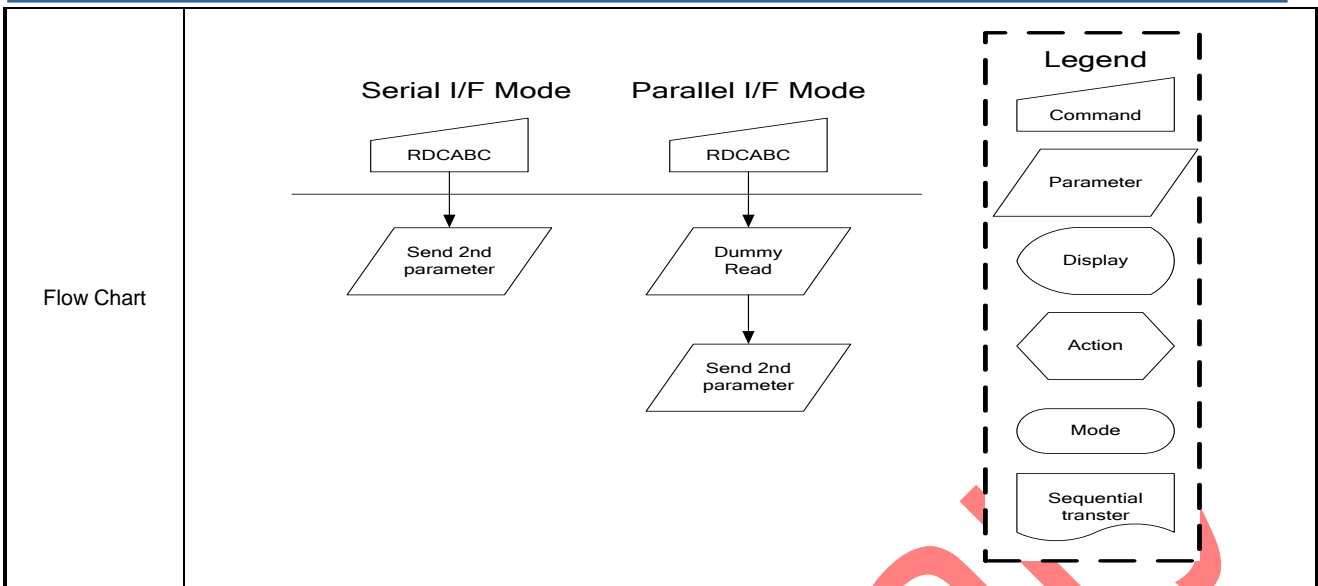 Flow Chart
Serial I/F Mode
RDCABC
Send 2nd
parameter
Parallel I/F Mode
RDCABC
Dummy
Read
Send 2nd
parameter
Legend
Command
Parameter
Display
Action
Mode
Sequential
transter